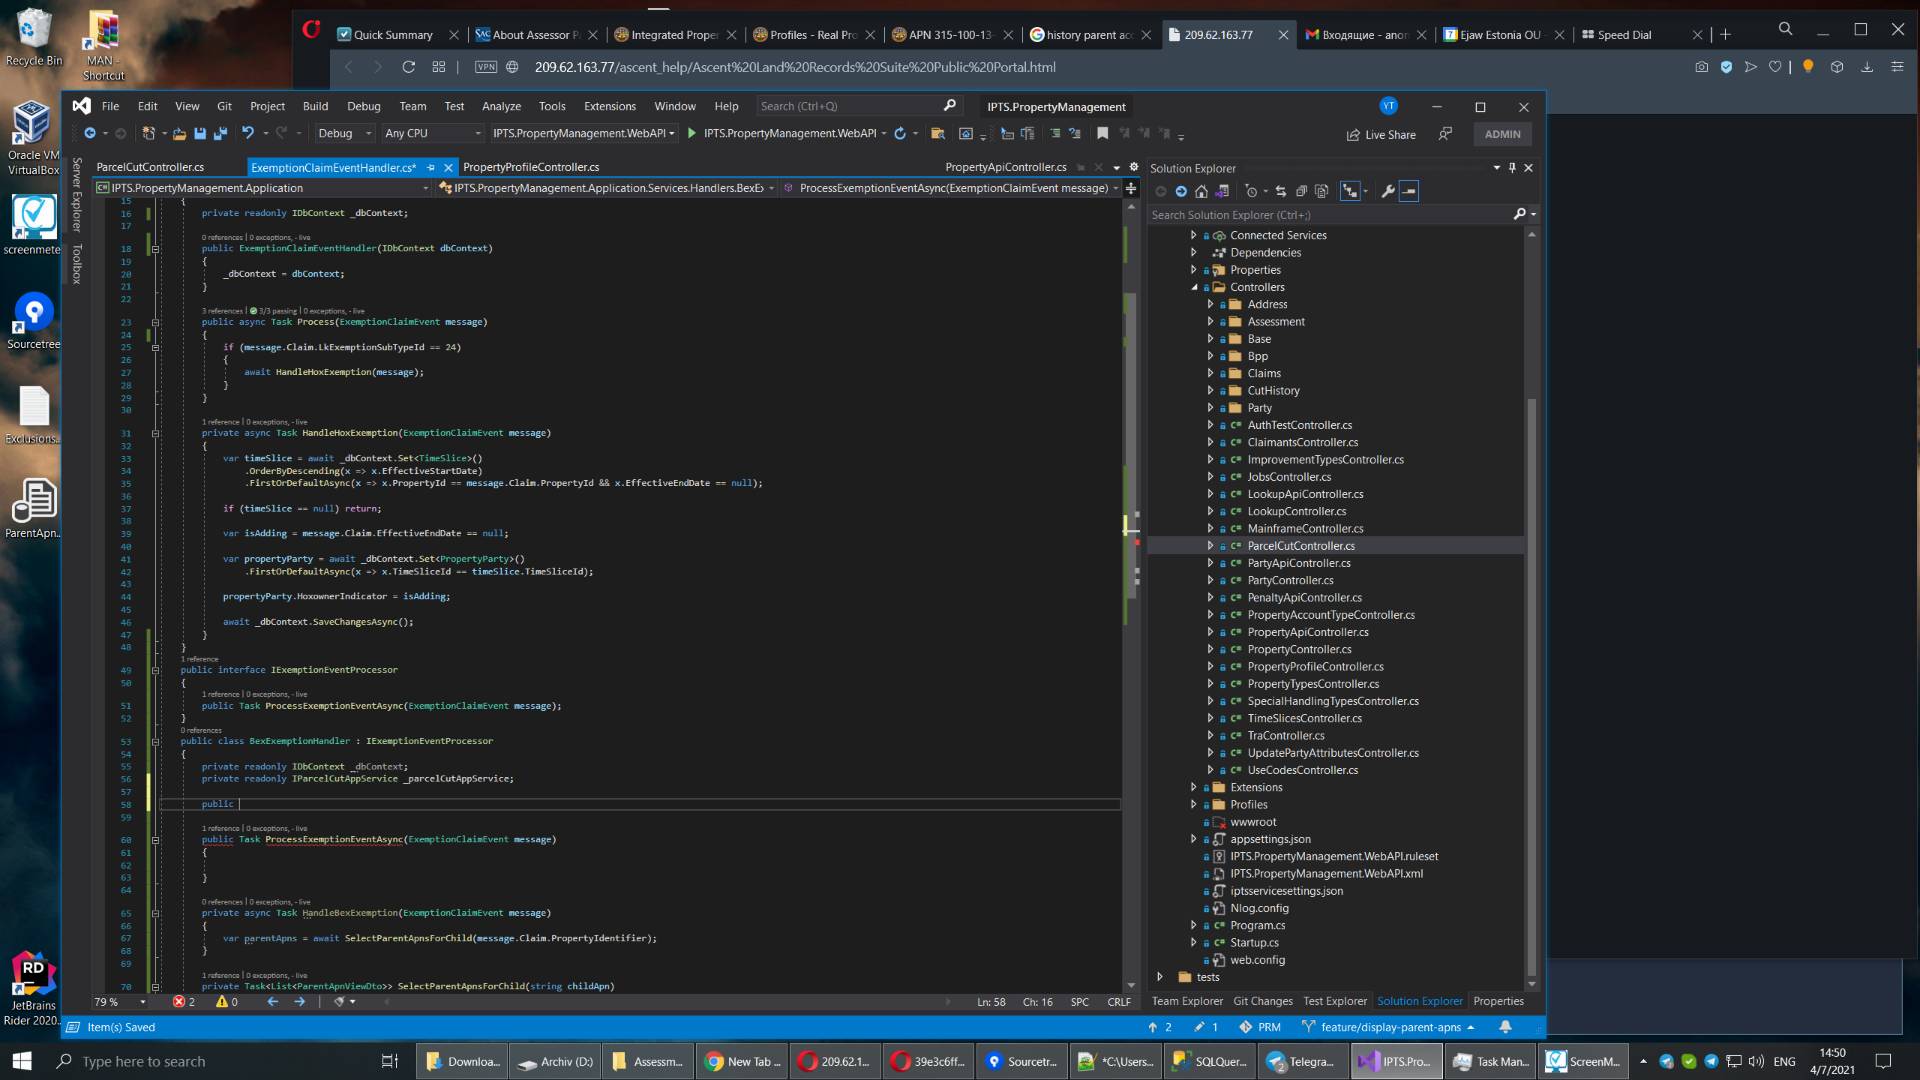 Quick Summary
About Assessor P
Integrated Proper
Profiles - Real Pro
APN 315-100-13-
history parent ac
209.62.163.77
Входящие - anon
Ejaw Estonia OU -
Speed Dial
VPN
209.62.163.77/ascent_help/Ascent%20Land%20Records%20Suite%20Public%20Portal.html
Recycle Bin
MAN - Shortcut
Oracle VM VirtualBox
screenmete
Sourcetree
Exclusions...
ParentApn...
JetBrains Rider 2020...
File Edit View Git Project Build Debug Team Test Analyze Tools Extensions Window Help
Search (Ctrl+Q)
IPTS.PropertyManagement
YT
Debug
Any CPU
IPTS.PropertyManagement.WebAPI
IPTS.PropertyManagement.WebAPI
Live Share
ADMIN
Server Explorer
Toolbox
ParcelCutController.cs
ExemptionClaimEventHandler.cs*
PropertyProfileController.cs
PropertyApiController.cs
IPTS.PropertyManagement.Application
IPTS.PropertyManagement.Application.Services.Handlers.BexEx
ProcessExemptionEventAsync(ExemptionClaimEvent message)
15 {
16 private readonly IDbContext _dbContext;
17
0 references | 0 exceptions, - live
18 public ExemptionClaimEventHandler(IDbContext dbContext)
19 {
20 _dbContext = dbContext;
21 }
22
3 references | 3/3 passing | 0 exceptions, - live
23 public async Task Process(ExemptionClaimEvent message)
24 {
25 if (message.Claim.LkExemptionSubTypeId == 24)
26 {
27 await HandleHoxExemption(message);
28 }
29 }
30
1 reference | 0 exceptions, - live
31 private async Task HandleHoxExemption(ExemptionClaimEvent message)
32 {
33 var timeSlice = await _dbContext.Set<TimeSlice>()
34 .OrderByDescending(x => x.EffectiveStartDate)
35 .FirstOrDefaultAsync(x => x.PropertyId == message.Claim.PropertyId && x.EffectiveEndDate == null);
36
37 if (timeSlice == null) return;
38
39 var isAdding = message.Claim.EffectiveEndDate == null;
40
41 var propertyParty = await _dbContext.Set<PropertyParty>()
42 .FirstOrDefaultAsync(x => x.TimeSliceId == timeSlice.TimeSliceId);
43
44 propertyParty.HoxownerIndicator = isAdding;
45
46 await _dbContext.SaveChangesAsync();
47 }
48 }
1 reference
49 public interface IExemptionEventProcessor
50 {
1 reference | 0 exceptions, - live
51 public Task ProcessExemptionEventAsync(ExemptionClaimEvent message);
52 }
0 references
53 public class BexExemptionHandler : IExemptionEventProcessor
54 {
55 private readonly IDbContext _dbContext;
56 private readonly IParcelCutAppService _parcelCutAppService;
57
58 public
59
1 reference | 0 exceptions, - live
60 public Task ProcessExemptionEventAsync(ExemptionClaimEvent message)
61 {
62
63 }
64
0 references | 0 exceptions, - live
65 private async Task HandleBexExemption(ExemptionClaimEvent message)
66 {
67 var parentApns = await SelectParentApnsForChild(message.Claim.PropertyIdentifier);
68 }
69
1 reference | 0 exceptions, - live
70 private Task<List<ParentApnViewDto>> SelectParentApnsForChild(string childApn)
79 %
2
0
Ln: 58 Ch: 16 SPC CRLF
Solution Explorer
Search Solution Explorer (Ctrl+;)
Connected Services
Dependencies
Properties
Controllers
Address
Assessment
Base
Bpp
Claims
CutHistory
Party
AuthTestController.cs
ClaimantsController.cs
ImprovementTypesController.cs
JobsController.cs
LookupApiController.cs
LookupController.cs
MainframeController.cs
ParcelCutController.cs
PartyApiController.cs
PartyController.cs
PenaltyApiController.cs
PropertyAccountTypeController.cs
PropertyApiController.cs
PropertyController.cs
PropertyProfileController.cs
PropertyTypesController.cs
SpecialHandlingTypesController.cs
TimeSlicesController.cs
TraController.cs
UpdatePartyAttributesController.cs
UseCodesController.cs
Extensions
Profiles
wwwroot
appsettings.json
IPTS.PropertyManagement.WebAPI.ruleset
IPTS.PropertyManagement.WebAPI.xml
iptsservicesettings.json
Nlog.config
Program.cs
Startup.cs
web.config
tests
Team Explorer Git Changes Test Explorer Solution Explorer Properties
Item(s) Saved
2 1 PRM feature/display-parent-apns
Type here to search
Downloa...
Archiv (D:)
Assessm...
New Tab ...
209.62.1...
39e3c6ff...
Sourcetr...
*C:\Users...
SQLQuer...
Telegra...
IPTS.Pro...
Task Man...
ScreenM...
ENG
14:50
4/7/2021